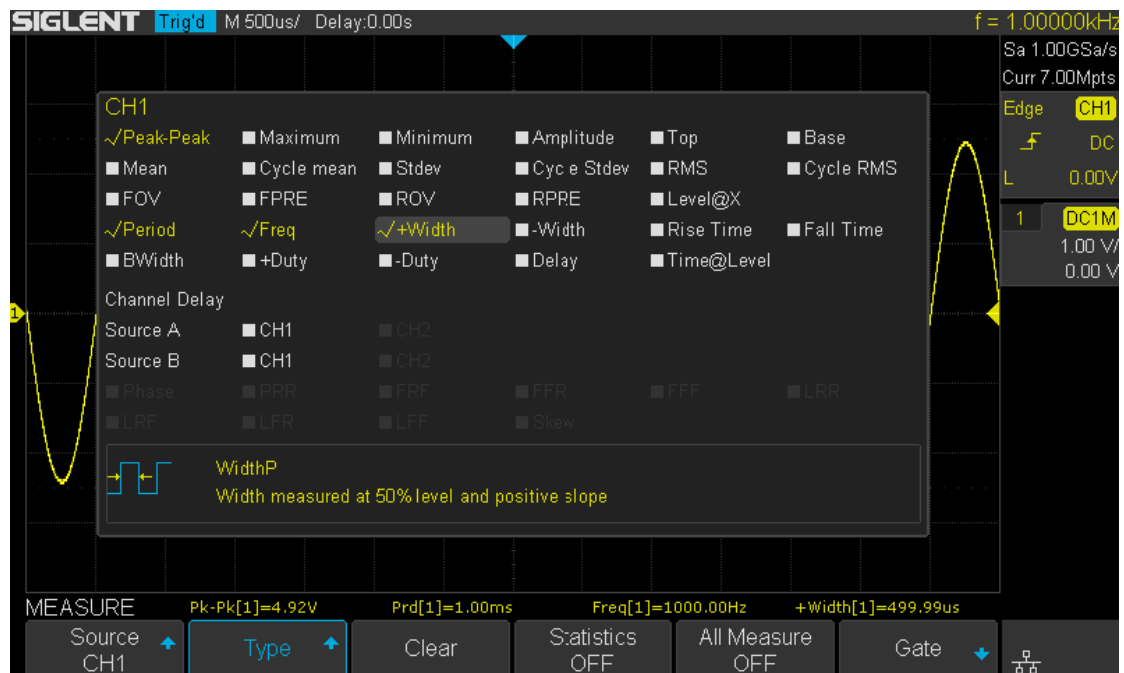 SIGLENT Trig'd M 500us/ Delay:0.00s f = 1.00000kHz
Sa 1.00GSa/s
Curr 7.00Mpts
Edge CH1
DC
L 0.00V
1 DC1M
1.00 V/
0.00 V
CH1
Peak-Peak Maximum Minimum Amplitude Top Base
Mean Cycle mean Stdev Cyc e Stdev RMS Cycle RMS
FOV FPRE ROV RPRE Level@X
Period Freq +Width -Width Rise Time Fall Time
BWidth +Duty -Duty Delay Time@Level
Channel Delay
Source A CH1 CH2
Source B CH1 CH2
Phase PRR FRF FFR FFF LRR
LRF LFR LFF Skew
WidthP
Width measured at 50% level and positive slope
1
MEASURE Pk-Pk[1]=4.92V Prd[1]=1.00ms Freq[1]=1000.00Hz +Width[1]=499.99us
Source CH1
Type
Clear
Statistics OFF
All Measure OFF
Gate